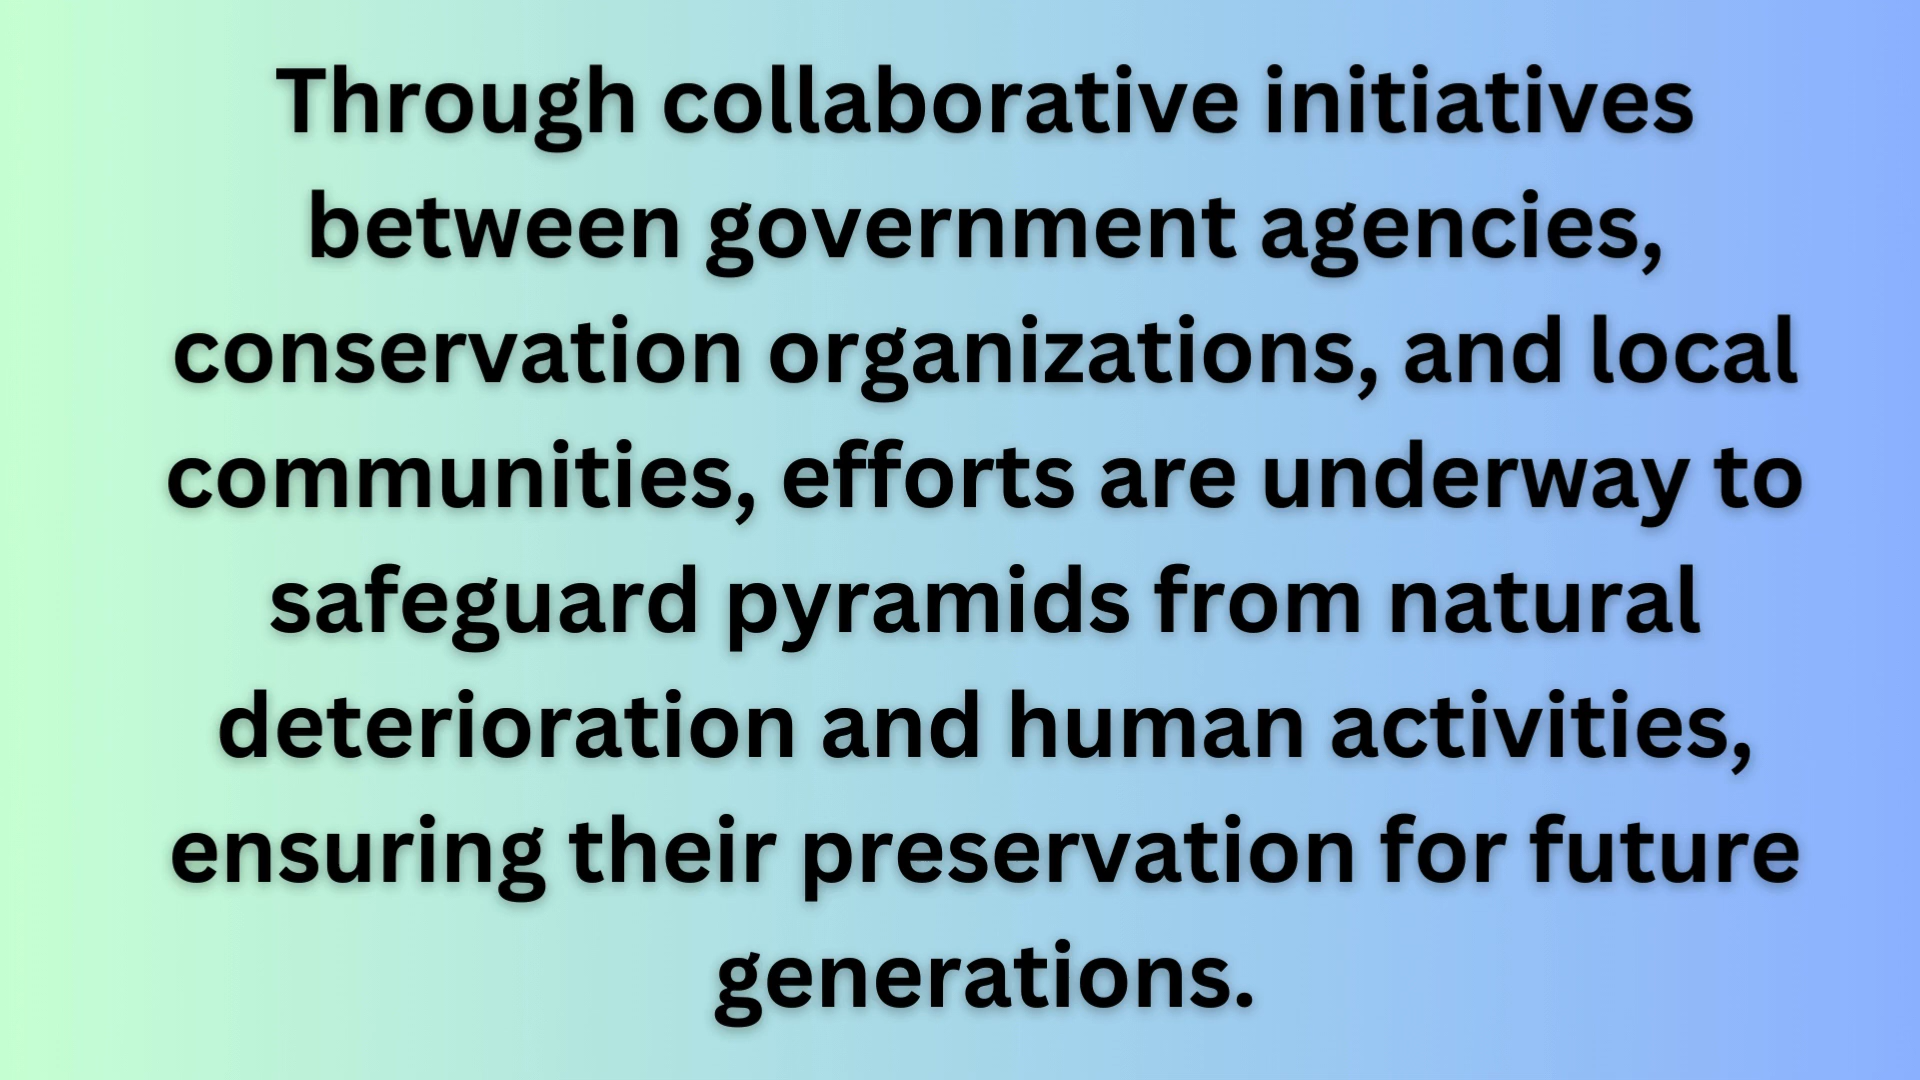 Through collaborative initiatives
between government agencies,
conservation organizations, and local
communities, efforts are underway to
safeguard pyramids from natural
deterioration and human activities,
ensuring their preservation for future
generations.